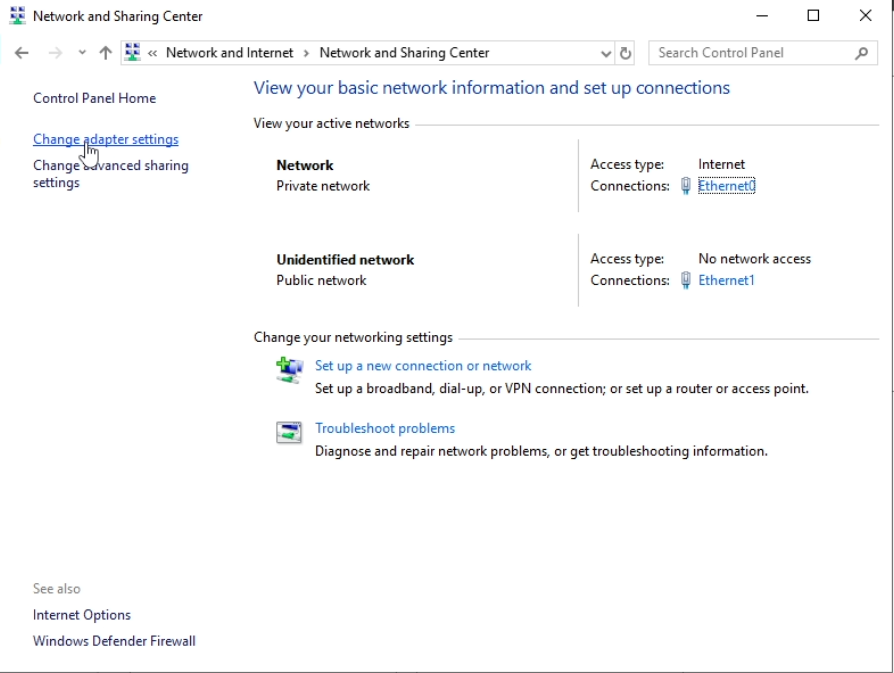 Network and Sharing Center
« Network and Internet › Network and Sharing Center
Search Control Panel
Control Panel Home
Change adapter settings
Change advanced sharing
settings
View your basic network information and set up connections
View your active networks
Network
Private network
Access type: Internet
Connections: Ethernet0
Unidentified network
Public network
Access type: No network access
Connections: Ethernet1
Change your networking settings
Set up a new connection or network
Set up a broadband, dial-up, or VPN connection; or set up a router or access point.
Troubleshoot problems
Diagnose and repair network problems, or get troubleshooting information.
See also
Internet Options
Windows Defender Firewall